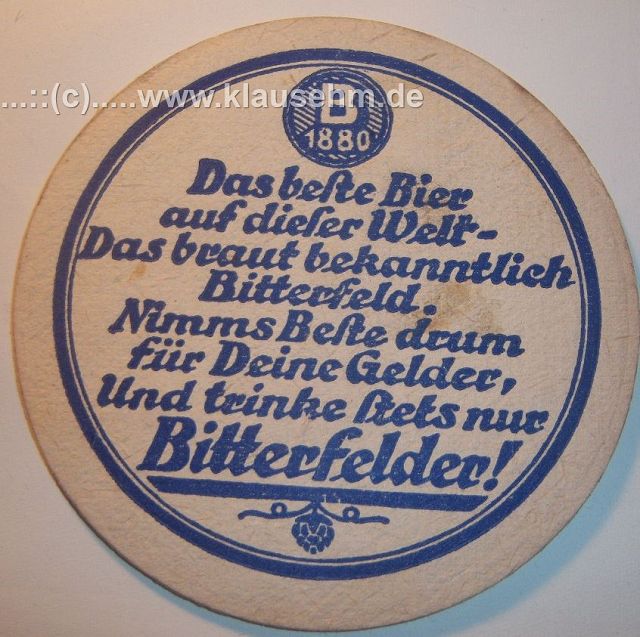 ...::(c).....www.klausehm.de
B
1880
Das beſte Bier
auf dieſer Welt-
Das braut bekanntlich
Bitterfeld.
Nimms Beſte drum
für Deine Gelder,
Und trinke ſtets nur
Bitterfelder!